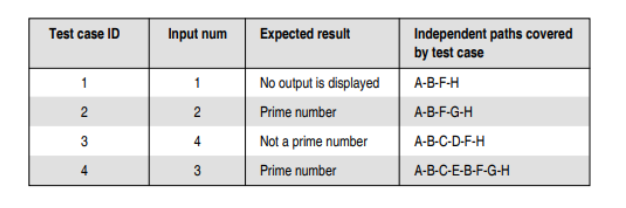 Test case ID Input num Expected result Independent paths covered
by test case
1 1 No output is displayed A-B-F-H
2 2 Prime number A-B-F-G-H
3 4 Not a prime number A-B-C-D-F-H
4 3 Prime number A-B-C-E-B-F-G-H